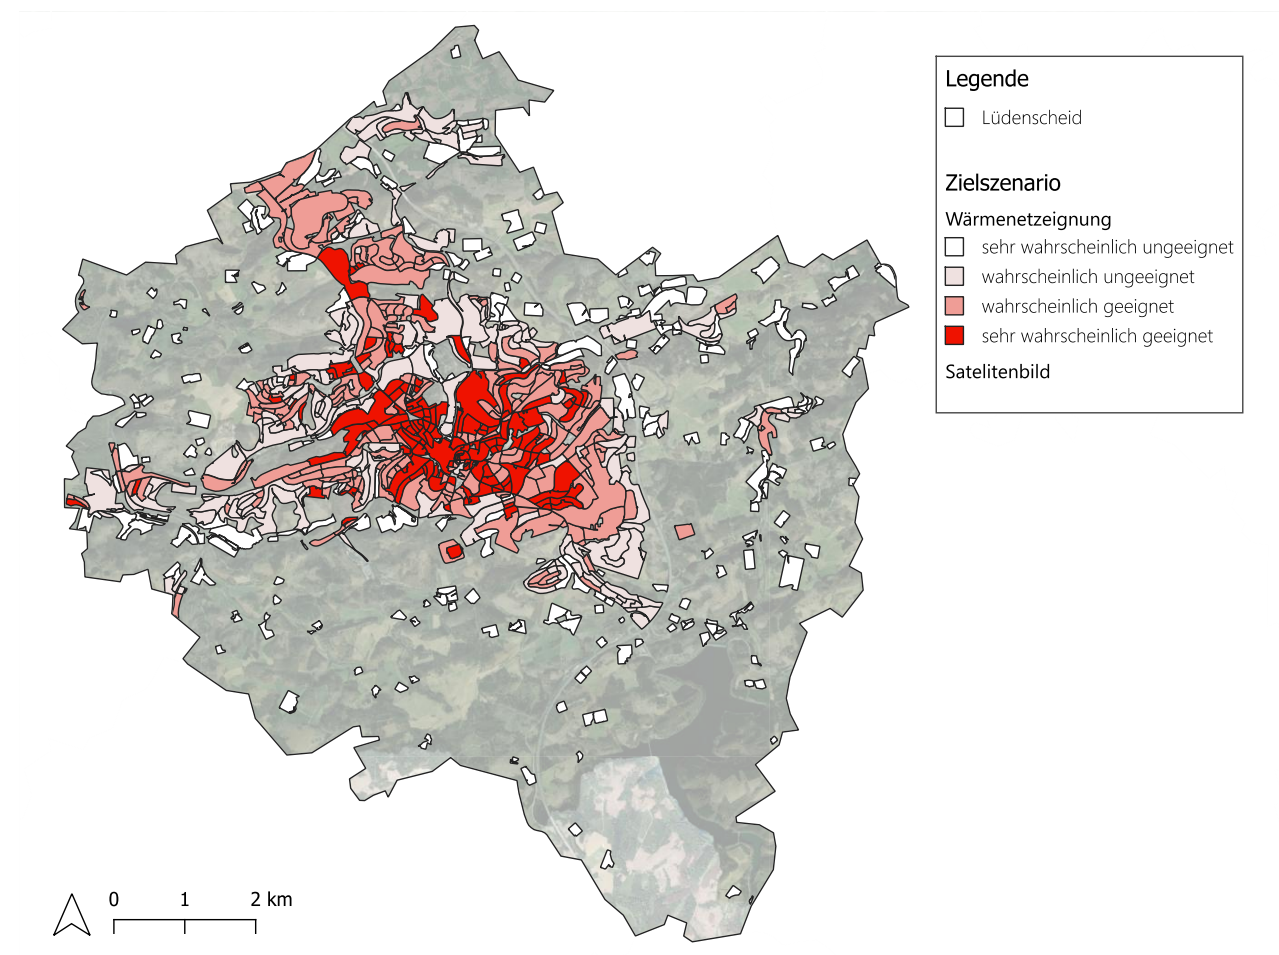 Legende
Lüdenscheid
Zielszenario
Wärmenetzeignung
sehr wahrscheinlich ungeeignet
wahrscheinlich ungeeignet
wahrscheinlich geeignet
sehr wahrscheinlich geeignet
Satelitenbild
0 1 2 km